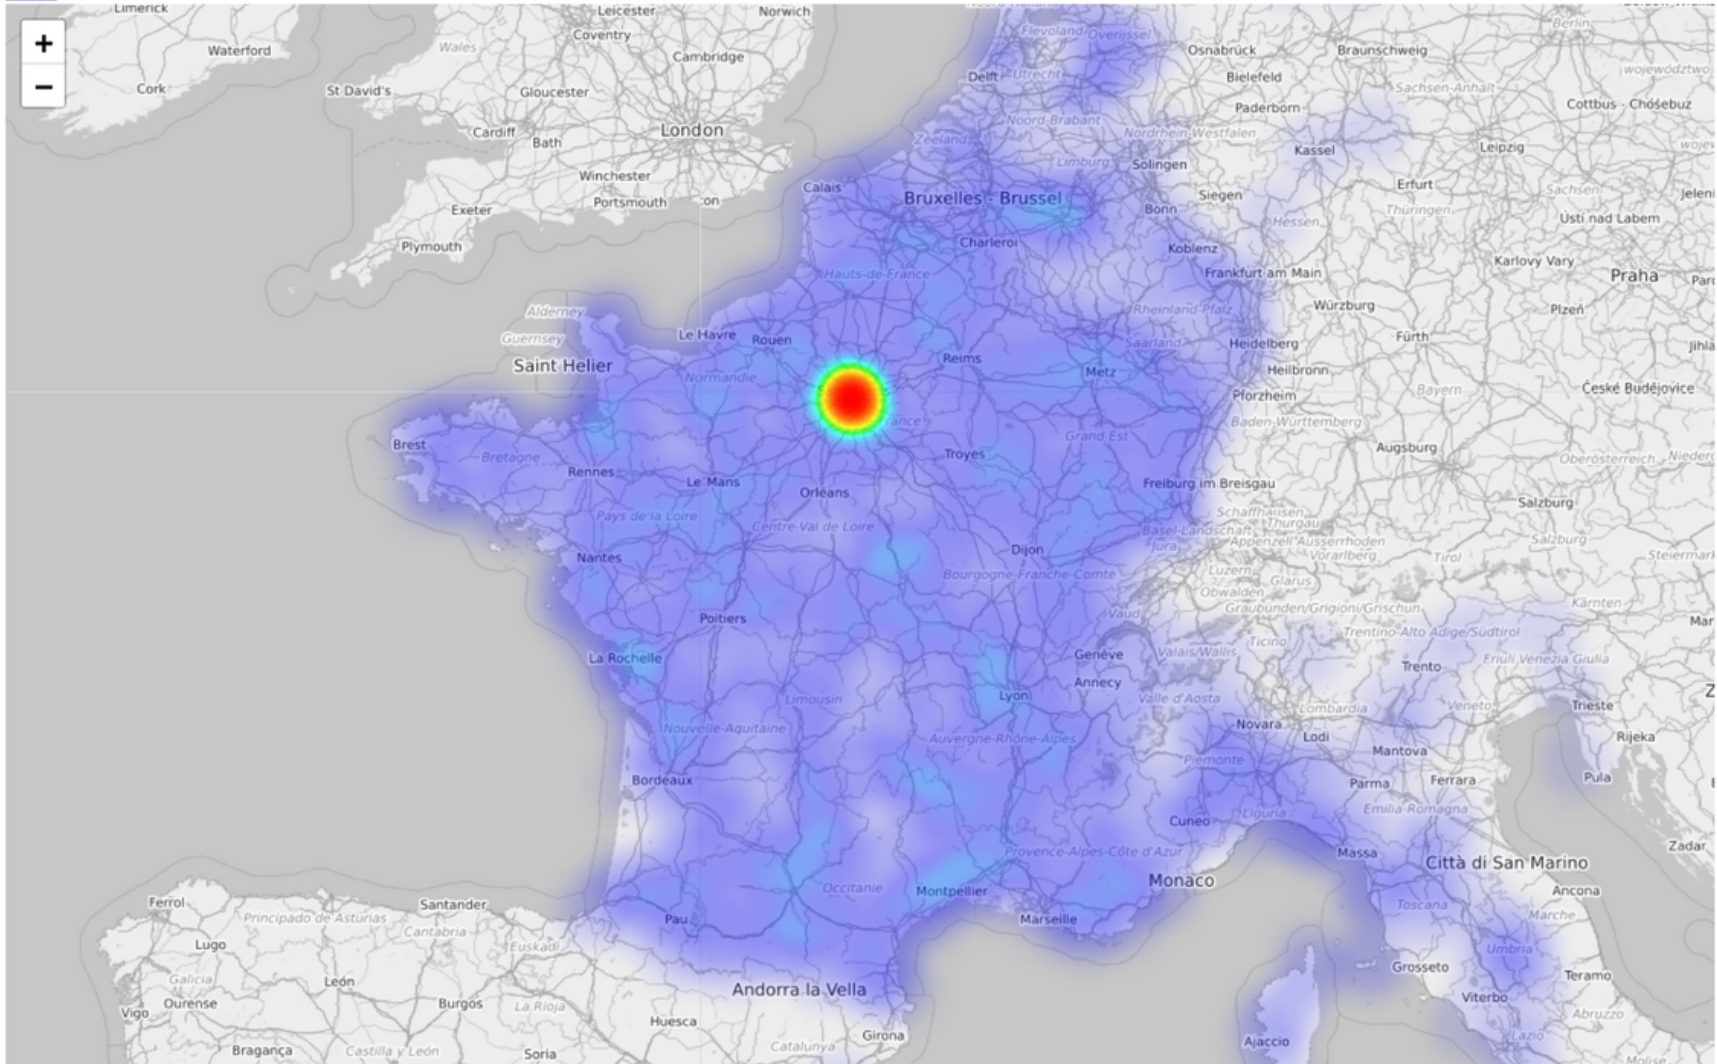 Limerick
Leicester
Norwich
Flevoland
Overijssel
Berlin
Coventry
Waterford
Wales
Cambridge
Osnabrück
Braunschweig
+
−
Cork
St David's
Gloucester
Delft
Utrecht
Bielefeld
województwo
Sachsen-Anhalt
Paderborn
Cottbus - Chóśebuz
Cardiff
Bath
London
Noord-Brabant
Zeeland
Nordrhein-Westfalen
Kassel
Leipzig
Limburg
Solingen
Winchester
Calais
Erfurt
Sachsen
Portsmouth
Bruxelles - Brussel
Siegen
Bonn
Exeter
Thüringen
Ústí nad Labem
Hessen
Plymouth
Charleroi
Koblenz
Karlovy Vary
Hauts-de-France
Frankfurt am Main
Praha
Alderney
Rheinland-Pfalz
Würzburg
Plzeň
Guernsey
Le Havre
Rouen
Saarland
Heidelberg
Fürth
Saint Helier
Reims
Metz
Heilbronn
Normandie
České Budějovice
Bayern
Pforzheim
Baden-Württemberg
Brest
Grand Est
Augsburg
Bretagne
Troyes
Oberösterreich
Rennes
Le Mans
Orléans
Freiburg im Breisgau
Salzburg
Pays de la Loire
Centre-Val de Loire
Schaffhausen
Thurgau
Basel-Landschaft
Appenzell Ausserrhoden
Salzburg
Jura
Vorarlberg
Tirol
Steiermark
Nantes
Dijon
Bourgogne-Franche-Comté
Luzern
Glarus
Obwalden
Kärnten
Graubünden/Grigioni/Grischun
Poitiers
Vaud
Ticino
Trentino-Alto Adige/Südtirol
La Rochelle
Genève
Valais/Wallis
Trento
Friuli Venezia Giulia
Annecy
Limousin
Lyon
Valle d'Aosta
Lombardia
Veneto
Trieste
Nouvelle-Aquitaine
Auvergne-Rhône-Alpes
Novara
Lodi
Rijeka
Piemonte
Mantova
Bordeaux
Parma
Ferrara
Pula
Cuneo
Liguria
Emilia-Romagna
Provence-Alpes-Côte d'Azur
Massa
Zadar
Città di San Marino
Occitanie
Montpellier
Monaco
Ancona
Ferrol
Santander
Principado de Asturias
Pau
Marseille
Toscana
Marche
Cantabria
Lugo
Euskadi
Umbria
Grosseto
Teramo
Galicia
León
Andorra la Vella
Viterbo
Ourense
Burgos
La Rioja
Vigo
Huesca
Abruzzo
Girona
Lazio
Ajaccio
Bragança
Castilla y León
Soria
Catalunya
Molise